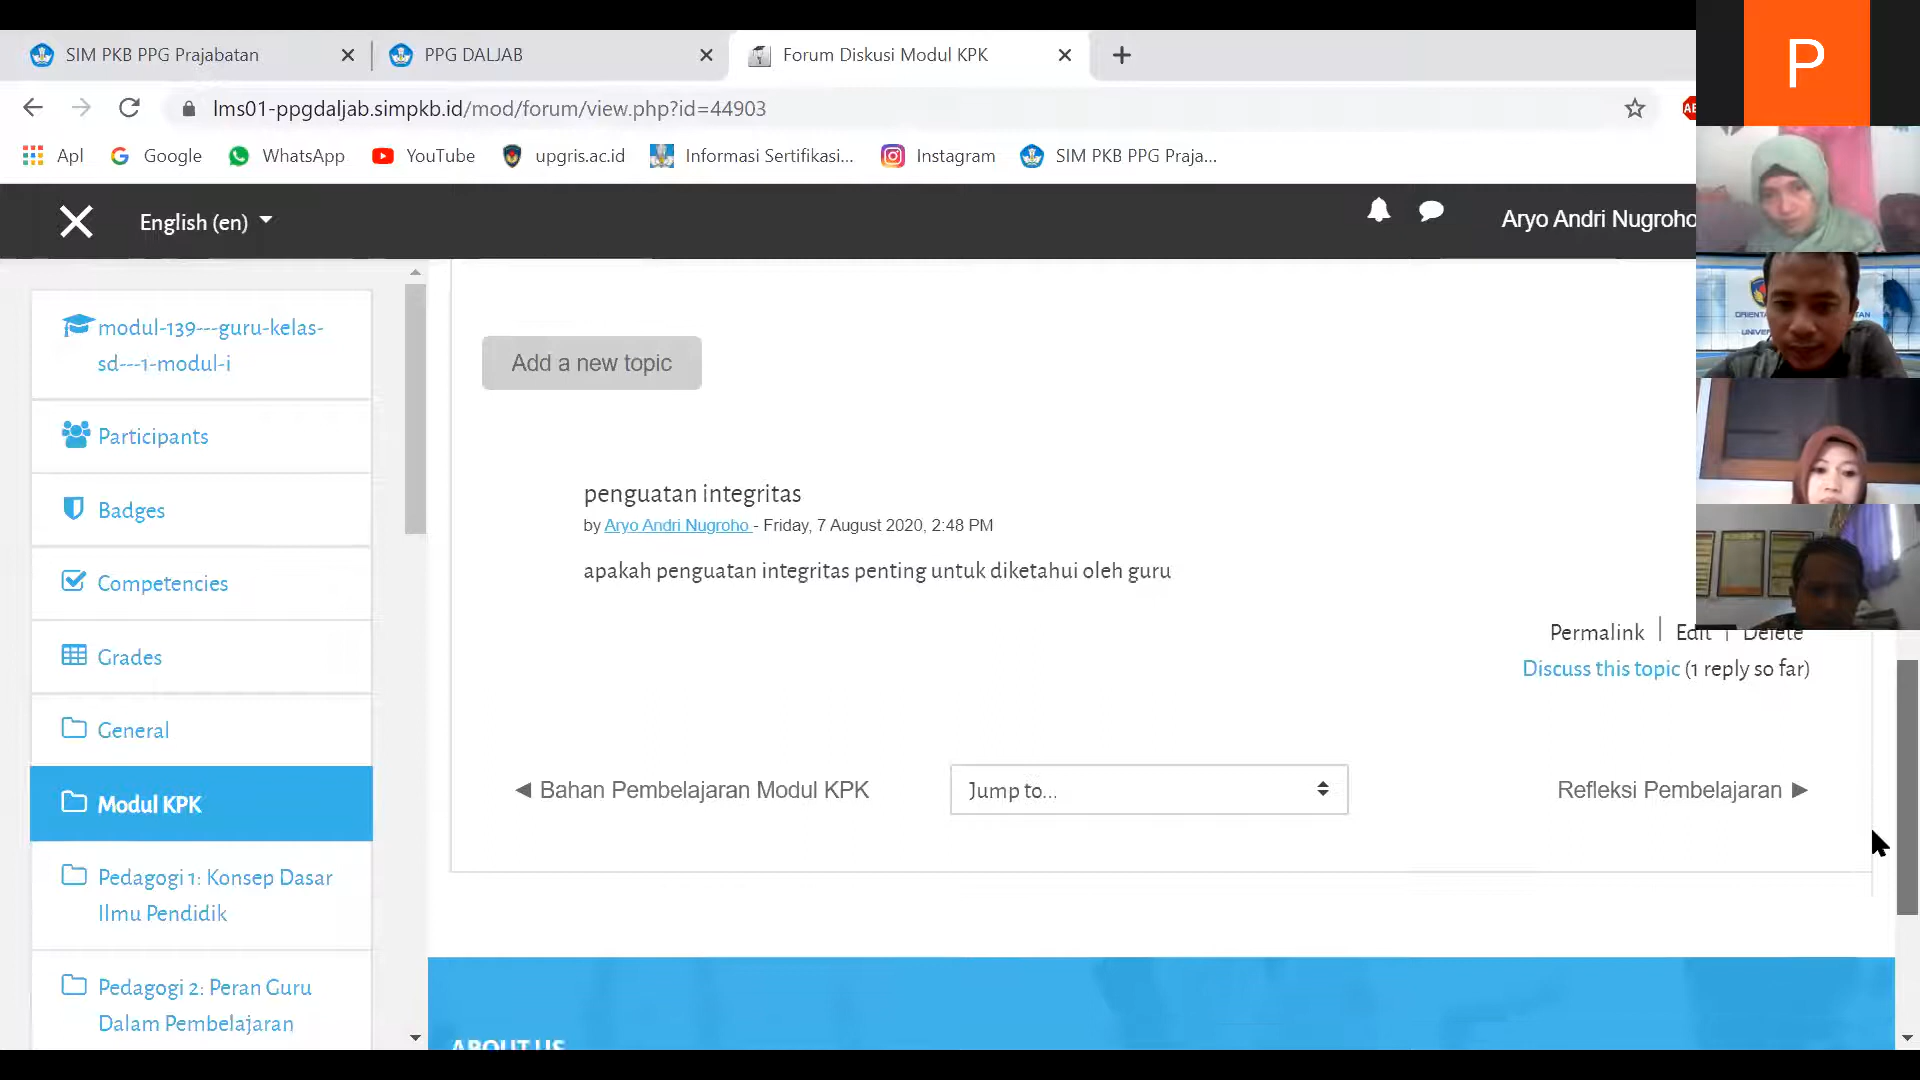 SIM PKB PPG Prajabatan
PPG DALJAB
Forum Diskusi Modul KPK
P
lms01-ppgdaljab.simpkb.id/mod/forum/view.php?id=44903
Apl
Google
WhatsApp
YouTube
upgris.ac.id
Informasi Sertifikasi...
Instagram
SIM PKB PPG Praja...
English (en)
Aryo Andri Nugroho
modul-139---guru-kelas-
sd---1-modul-i
Participants
Badges
Competencies
Grades
General
Modul KPK
Pedagogi 1: Konsep Dasar
Ilmu Pendidik
Pedagogi 2: Peran Guru
Dalam Pembelajaran
Add a new topic
penguatan integritas
by Aryo Andri Nugroho - Friday, 7 August 2020, 2:48 PM
apakah penguatan integritas penting untuk diketahui oleh guru
Permalink | Edit | Delete
Discuss this topic (1 reply so far)
◄ Bahan Pembelajaran Modul KPK
Jump to...
Refleksi Pembelajaran ►
ABOUT US